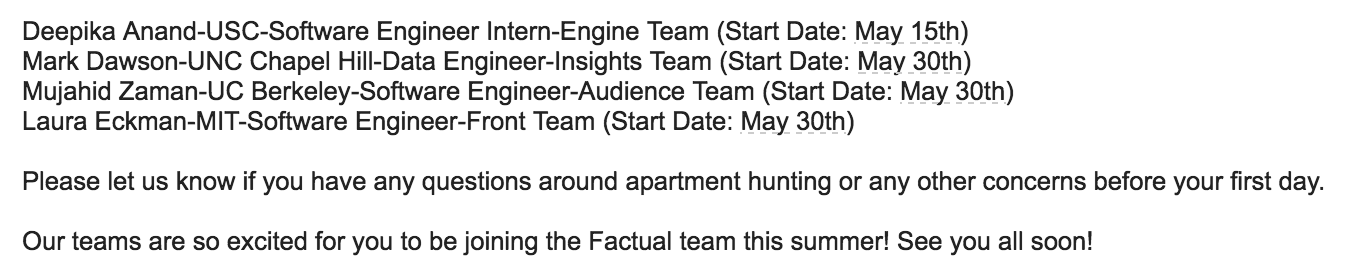 Deepika Anand-USC-Software Engineer Intern-Engine Team (Start Date: May 15th)
Mark Dawson-UNC Chapel Hill-Data Engineer-Insights Team (Start Date: May 30th)
Mujahid Zaman-UC Berkeley-Software Engineer-Audience Team (Start Date: May 30th)
Laura Eckman-MIT-Software Engineer-Front Team (Start Date: May 30th)
Please let us know if you have any questions around apartment hunting or any other concerns before your first day.
Our teams are so excited for you to be joining the Factual team this summer! See you all soon!